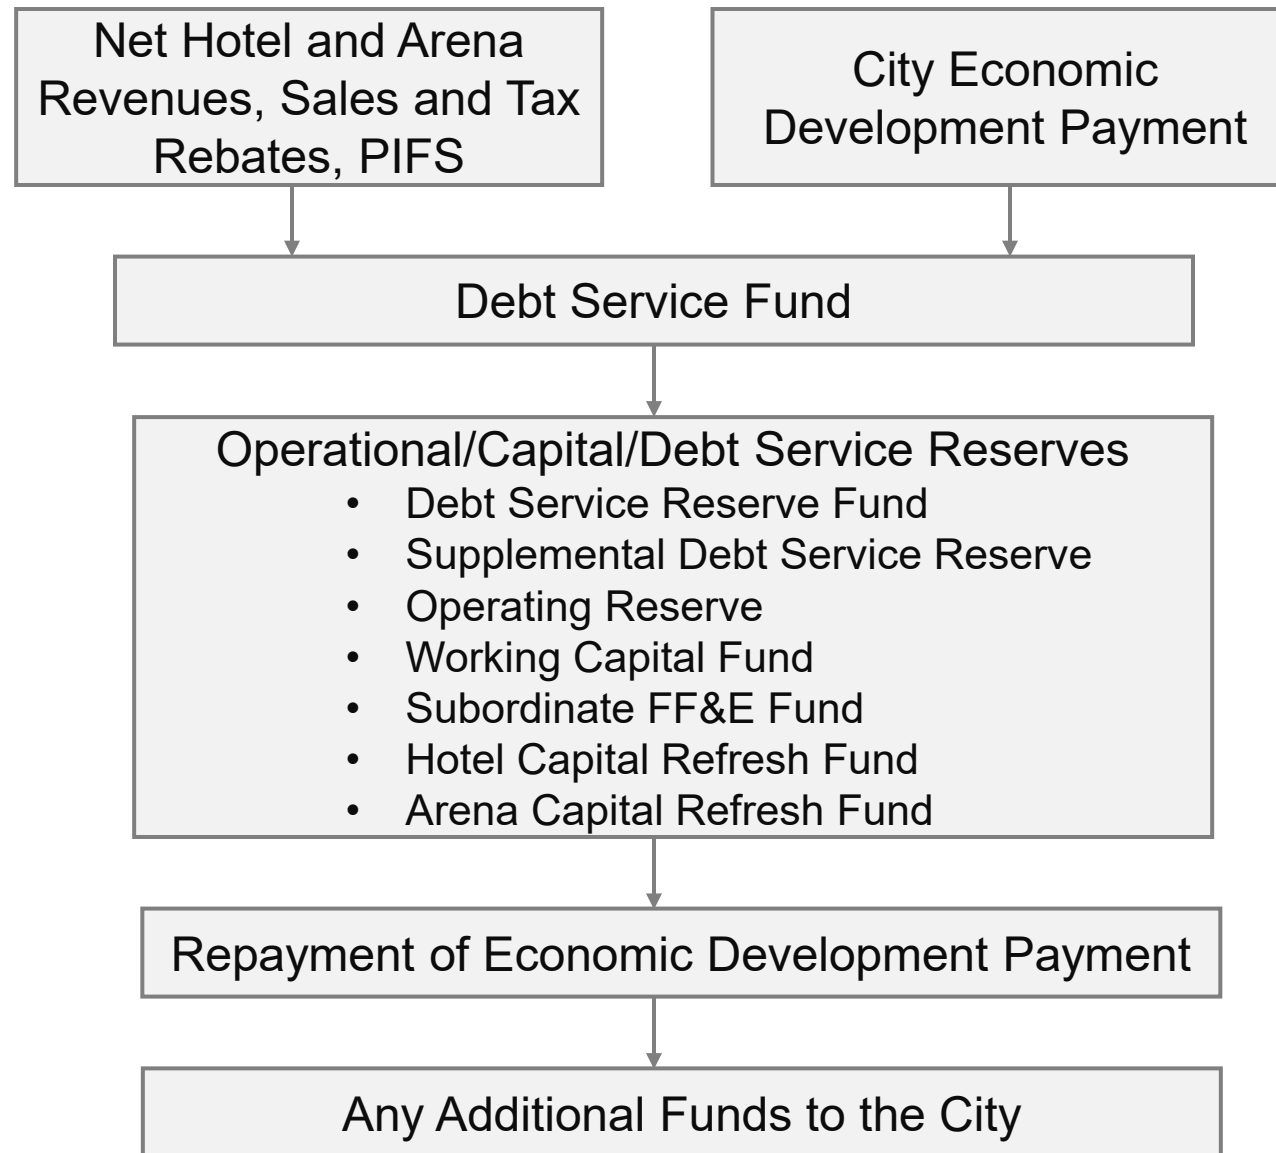 Net Hotel and Arena
Revenues, Sales and Tax
Rebates, PIFS
City Economic
Development Payment
Debt Service Fund
Operational/Capital/Debt Service Reserves
• Debt Service Reserve Fund
• Supplemental Debt Service Reserve
• Operating Reserve
• Working Capital Fund
• Subordinate FF&E Fund
• Hotel Capital Refresh Fund
• Arena Capital Refresh Fund
Repayment of Economic Development Payment
Any Additional Funds to the City